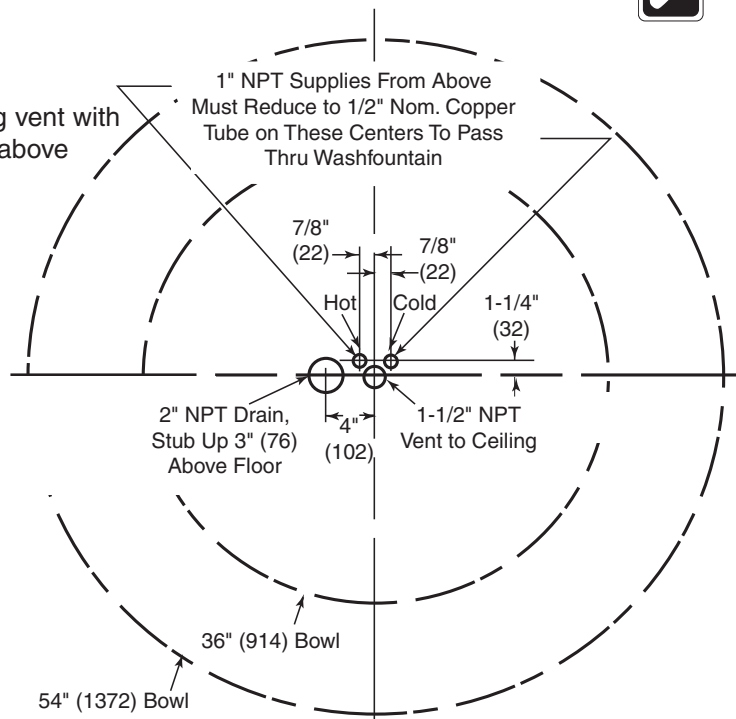 g vent with
above
1" NPT Supplies From Above
Must Reduce to 1/2" Nom. Copper
Tube on These Centers To Pass
Thru Washfountain
7/8"
(22)
7/8"
(22)
Hot
Cold
1-1/4"
(32)
2" NPT Drain,
Stub Up 3" (76)
Above Floor
4"
(102)
1-1/2" NPT
Vent to Ceiling
36" (914) Bowl
54" (1372) Bowl